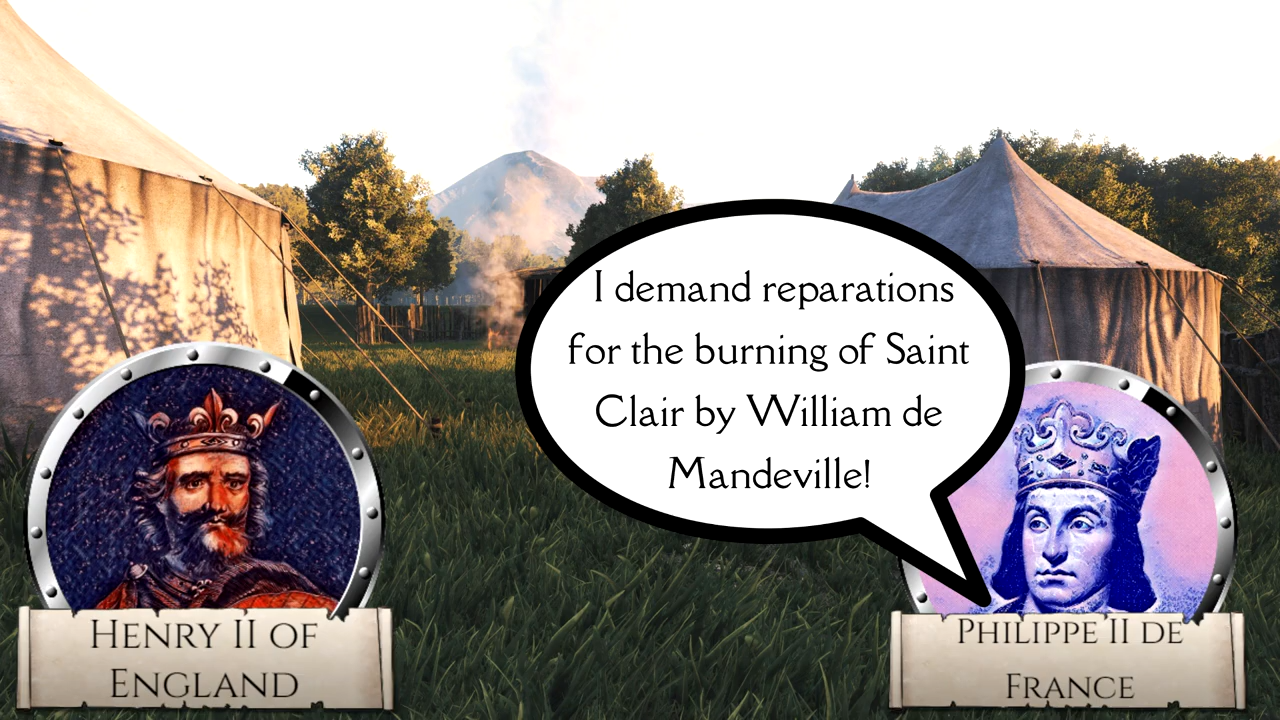 I demand reparations
for the burning of Saint
Clair by William de
Mandeville!
Henry II of
England
Philippe II de
France